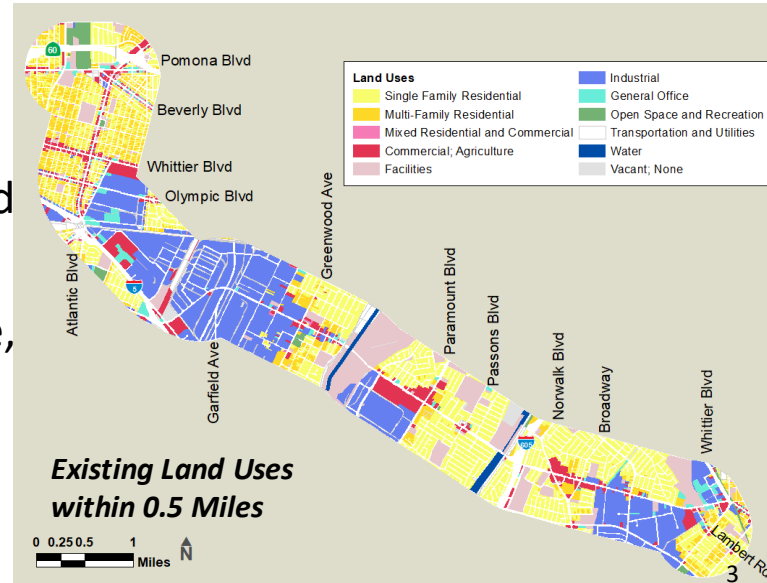 60
Pomona Blvd
Beverly Blvd
Whittier Blvd
Olympic Blvd
d
e,
Atlantic Blvd
5
Garfield Ave
Greenwood Ave
Paramount Blvd
Passons Blvd
605
Norwalk Blvd
Broadway
Whittier Blvd
Lambert Ro
Land Uses
Single Family Residential
Multi-Family Residential
Mixed Residential and Commercial
Commercial; Agriculture
Facilities
Industrial
General Office
Open Space and Recreation
Transportation and Utilities
Water
Vacant; None
Existing Land Uses
within 0.5 Miles
0 0.25 0.5 1
Miles
N
3